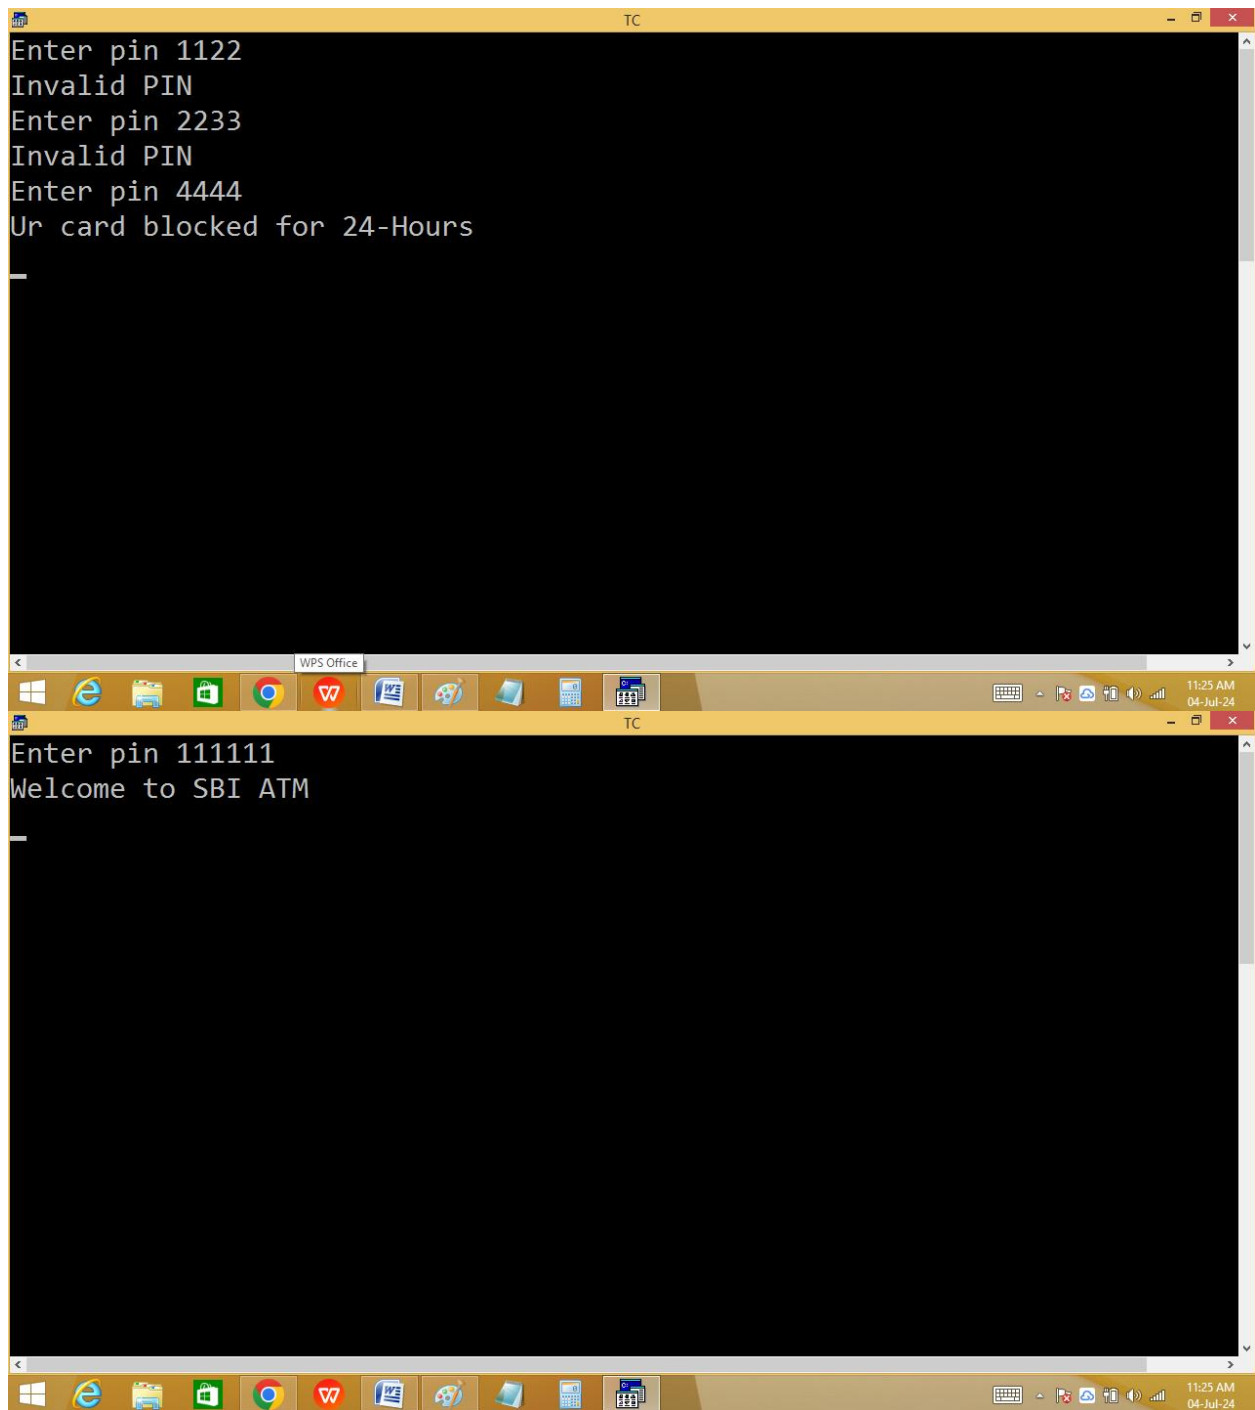 TC
Enter pin 1122
Invalid PIN
Enter pin 2233
Invalid PIN
Enter pin 4444
Ur card blocked for 24-Hours
WPS Office
11:25 AM
04-Jul-24
TC
Enter pin 111111
Welcome to SBI ATM
11:25 AM
04-Jul-24